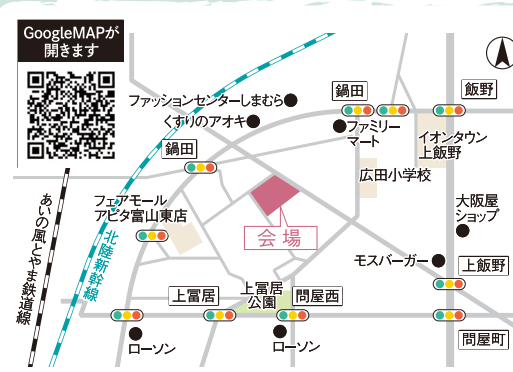 GoogleMAPが
開きます
ファッションセンターしまむら
くすりのアオキ
鍋田
飯野
ファミリー
マート
イオンタウン
上飯野
鍋田
広田小学校
フェアモール
アピタ富山東店
大阪屋
ショップ
あいの風とやま鉄道線
北陸新幹線
会場
モスバーガー
上飯野
上冨居
上冨居
公園
問屋西
ローソン
ローソン
問屋町